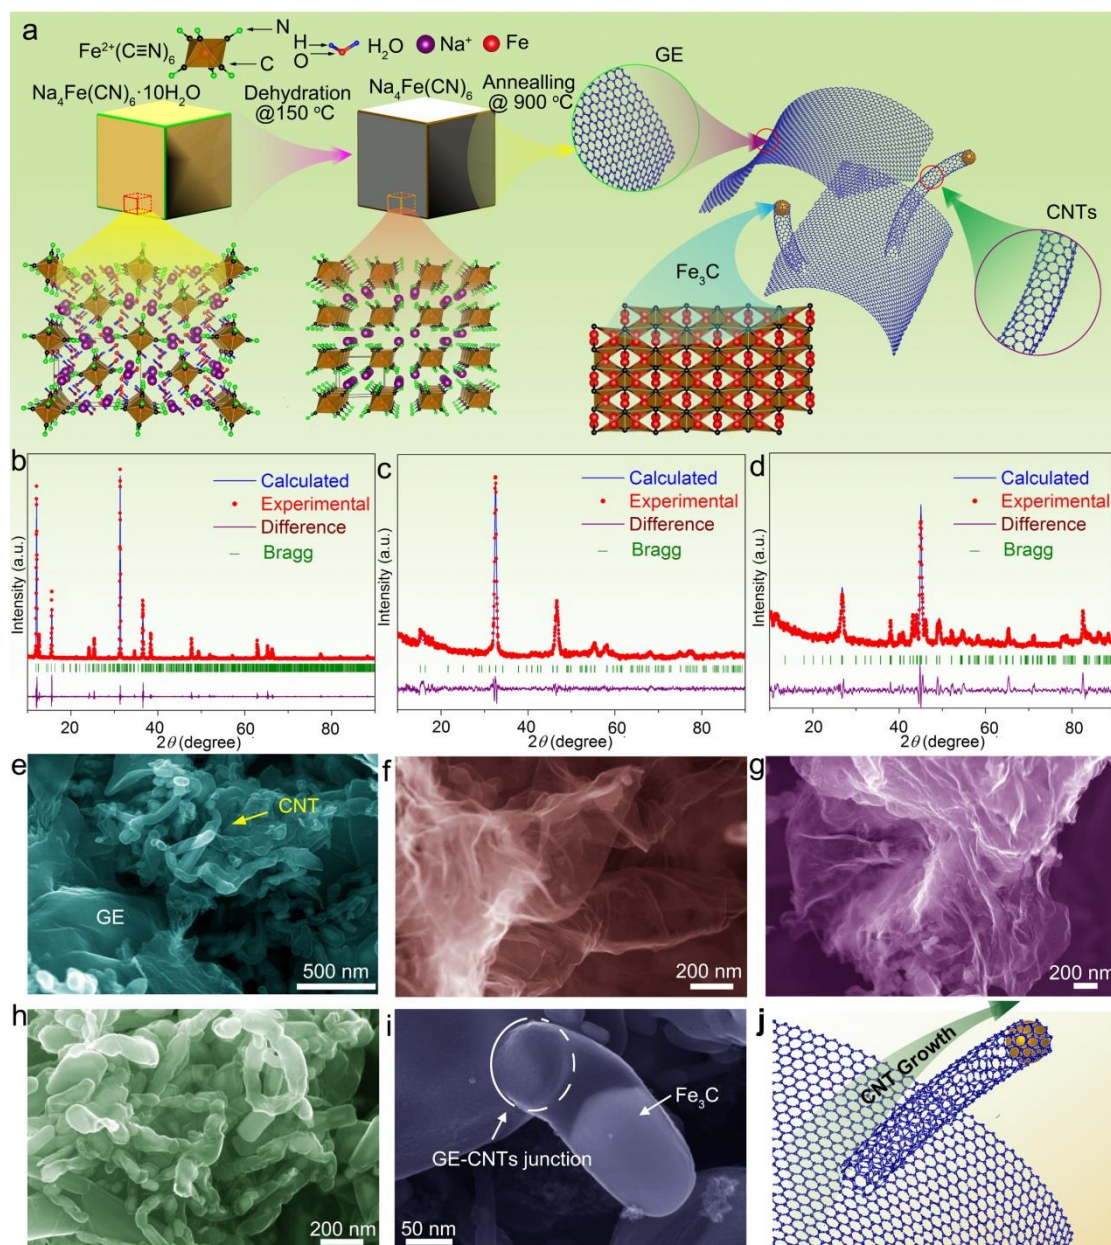 a
N
Fe²⁺(C≡N)₆
H
O
H₂O
Na⁺
Fe
C
GE
Na₄Fe(CN)₆·10H₂O
Dehydration
@150 °C
Na₄Fe(CN)₆
Annealling
@ 900 °C
CNTs
Fe₃C
b
Calculated
Experimental
Difference
Bragg
Intensity (a.u.)
20 40 60 80
2θ (degree)
c
Calculated
Experimental
Difference
Bragg
Intensity (a.u.)
20 40 60 80
2θ (degree)
d
Calculated
Experimental
Difference
Bragg
Intensity (a.u.)
20 40 60 80
2θ (degree)
e
CNT
GE
500 nm
f
200 nm
g
200 nm
h
200 nm
i
Fe₃C
GE-CNTs
junction
50 nm
j
CNT Growth